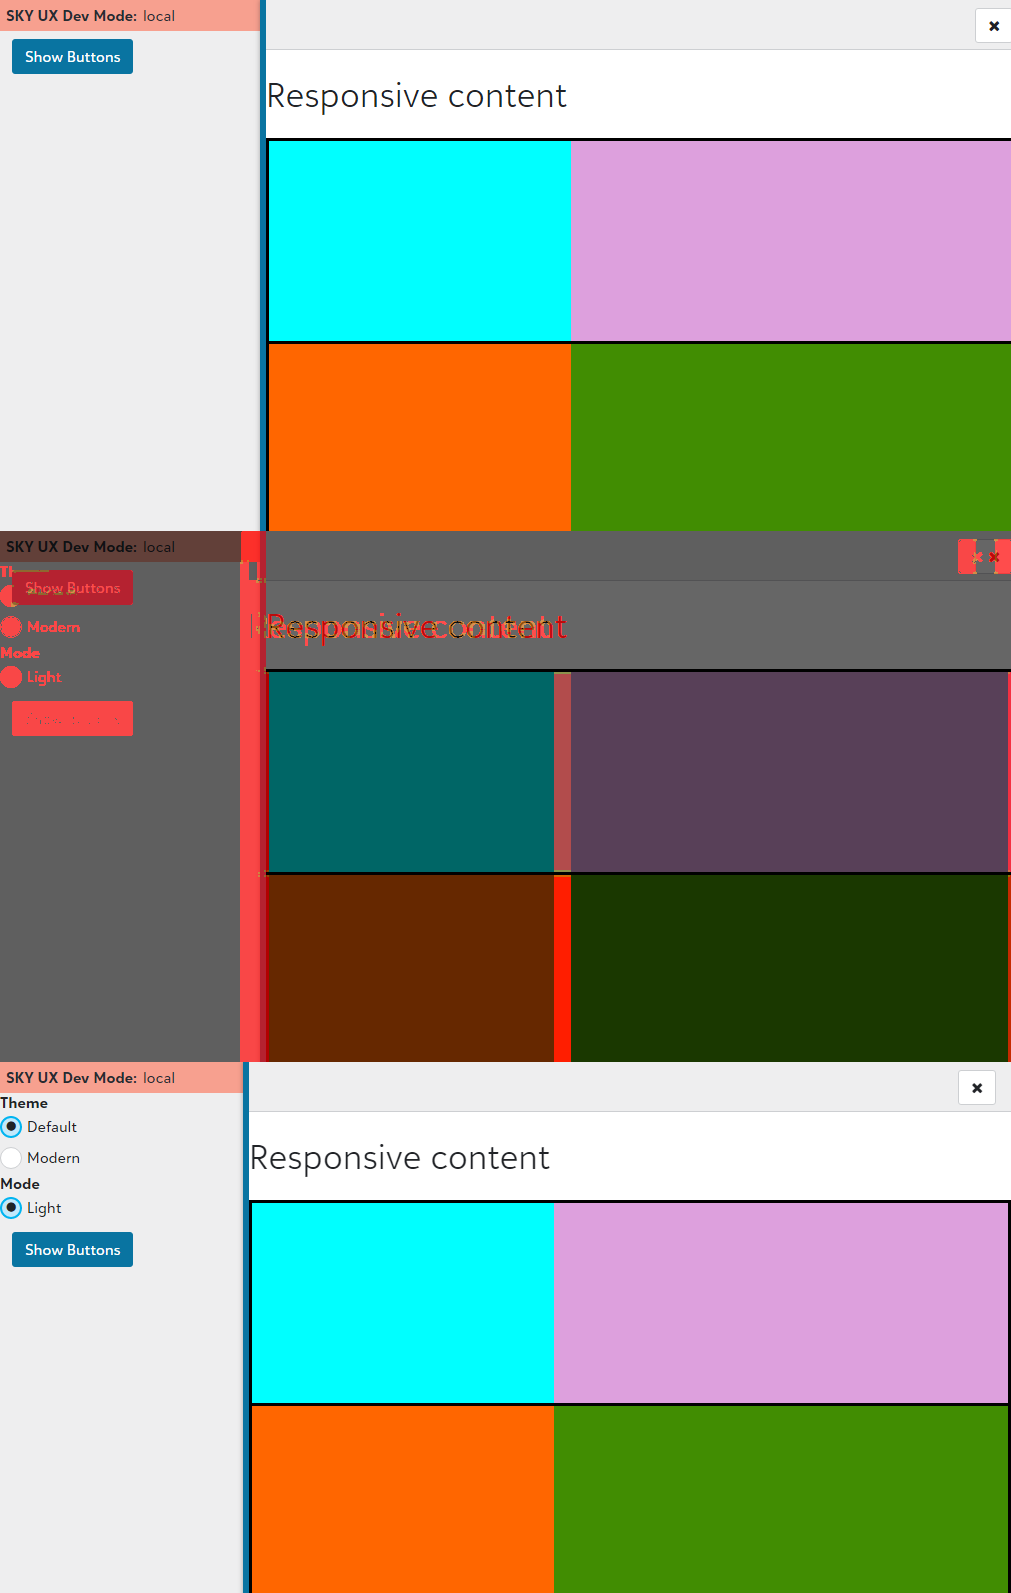 SKY UX Dev Mode: local
Show Buttons
Responsive content
SKY UX Dev Mode: local
Show Buttons
Responsive content
Modern
Mode
Light
SKY UX Dev Mode: local
Theme
Default
Modern
Mode
Light
Show Buttons
Responsive content